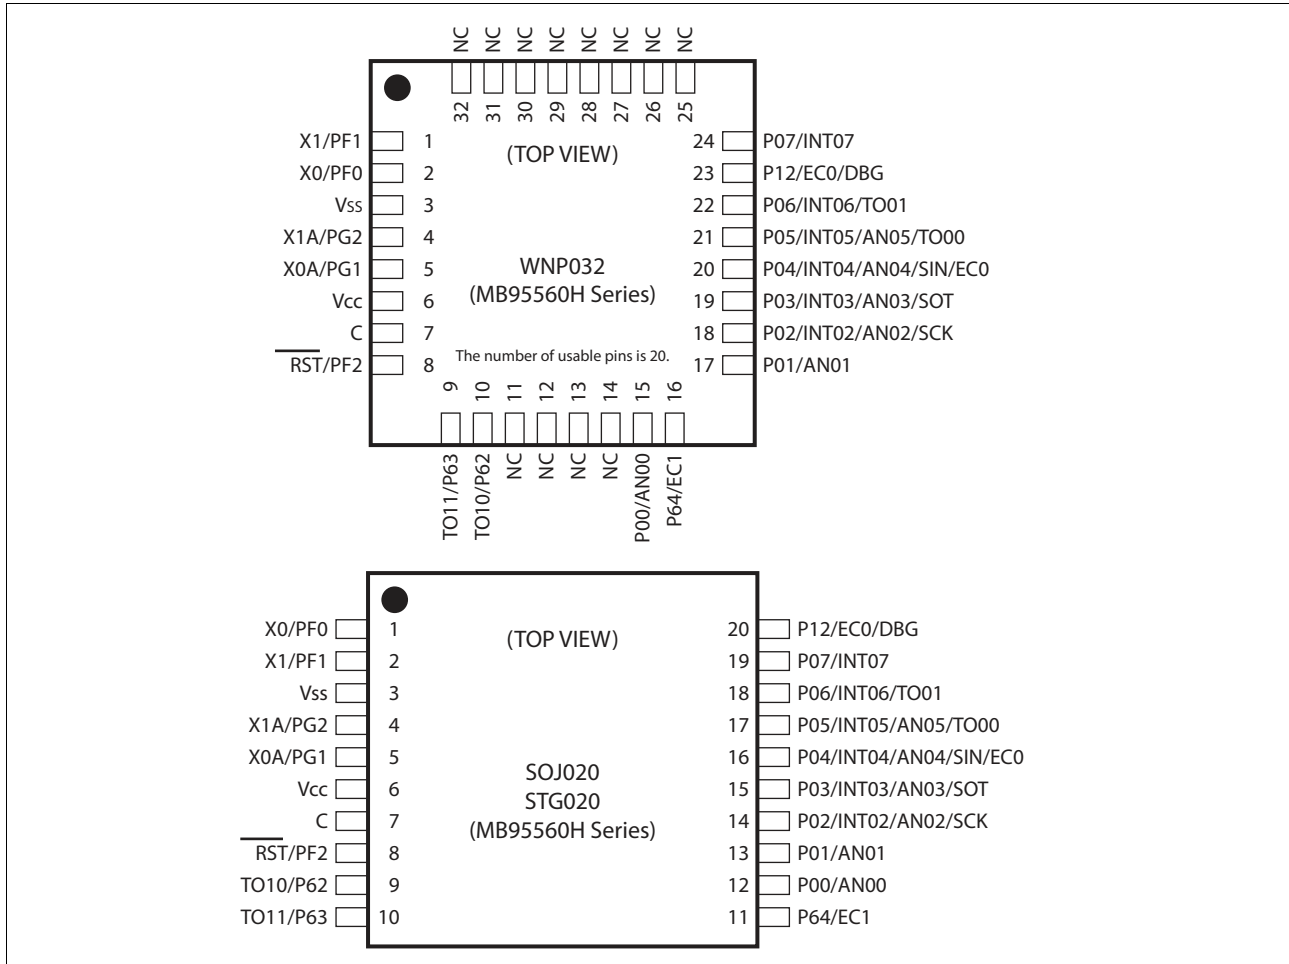 NC NC NC NC NC NC NC NC
32 31 30 29 28 27 26 25
X1/PF1 1 (TOP VIEW) 24 P07/INT07
X0/PF0 2 23 P12/EC0/DBG
Vss 3 22 P06/INT06/TO01
X1A/PG2 4 21 P05/INT05/AN05/TO00
X0A/PG1 5 WNP032 20 P04/INT04/AN04/SIN/EC0
Vcc 6 (MB95560H Series) 19 P03/INT03/AN03/SOT
C 7 18 P02/INT02/AN02/SCK
RST/PF2 8 The number of usable pins is 20. 17 P01/AN01
9 10 11 12 13 14 15 16
TO11/P63 TO10/P62 NC NC NC NC P00/AN00 P64/EC1
X0/PF0 1 (TOP VIEW) 20 P12/EC0/DBG
X1/PF1 2 19 P07/INT07
Vss 3 18 P06/INT06/TO01
X1A/PG2 4 17 P05/INT05/AN05/TO00
X0A/PG1 5 SOJ020 16 P04/INT04/AN04/SIN/EC0
Vcc 6 STG020 15 P03/INT03/AN03/SOT
C 7 (MB95560H Series) 14 P02/INT02/AN02/SCK
RST/PF2 8 13 P01/AN01
TO10/P62 9 12 P00/AN00
TO11/P63 10 11 P64/EC1